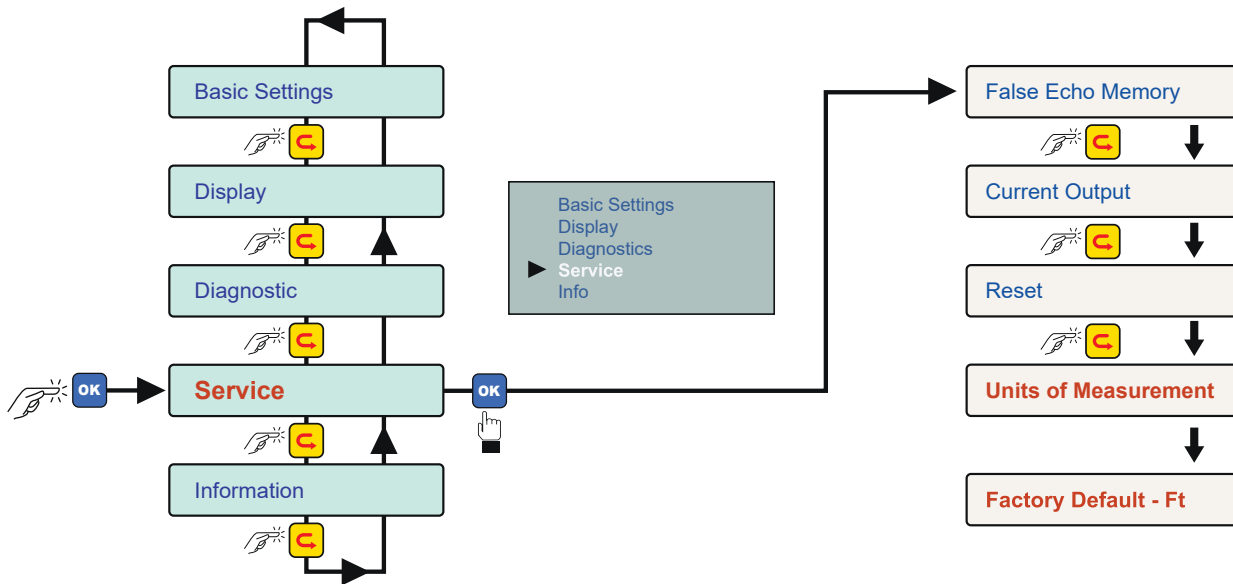 Basic Settings
Display
Diagnostic
OK
Service
OK
Information
Basic Settings
Display
Diagnostics
Service
Info
False Echo Memory
Current Output
Reset
Units of Measurement
Factory Default - Ft